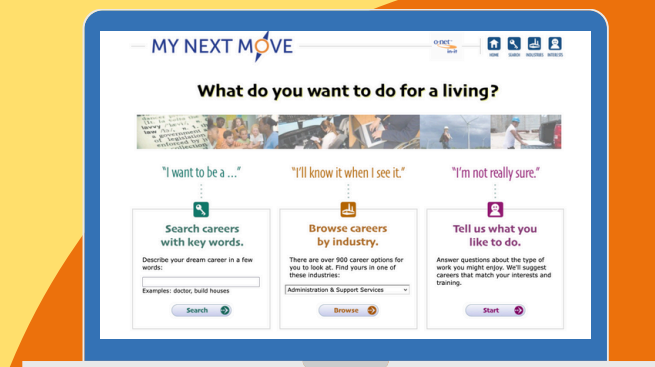 MY NEXT MOVE
o·net
in-it
HOME SEARCH INDUSTRIES INTERESTS
What do you want to do for a living?
"I want to be a ..."
"I'll know it when I see it."
"I'm not really sure."
Search careers
with key words.
Describe your dream career in a few
words:
Examples: doctor, build houses
Search
Browse careers
by industry.
There are over 900 career options for
you to look at. Find yours in one of
these industries:
Administration & Support Services
Browse
Tell us what you
like to do.
Answer questions about the type of
work you might enjoy. We'll suggest
careers that match your interests and
training.
Start